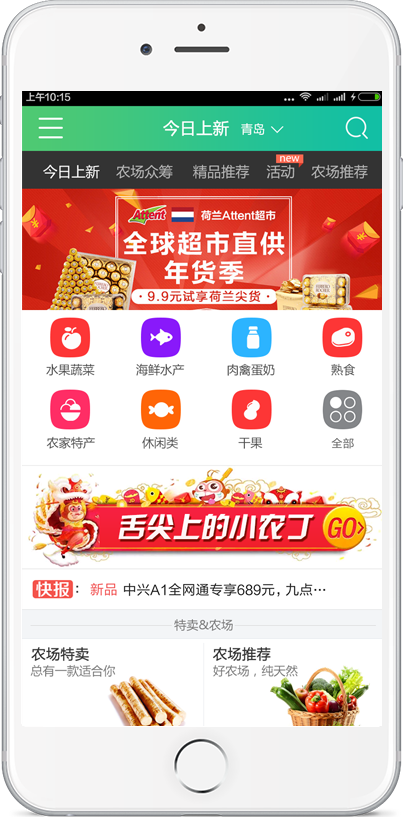 上午10:15
今日上新 青岛
今日上新 农场众筹 精品推荐 活动 new 农场推荐
Attent 荷兰Attent超市
全球超市直供
年货季
9.9元试享荷兰尖货
水果蔬菜 海鲜水产 肉禽蛋奶 熟食
农家特产 休闲类 干果 全部
舌尖上的小农丁 GO
快报： 新品 中兴A1全网通专享689元，九点…
特卖&农场
农场特卖 农场推荐
总有一款适合你 好农场，纯天然